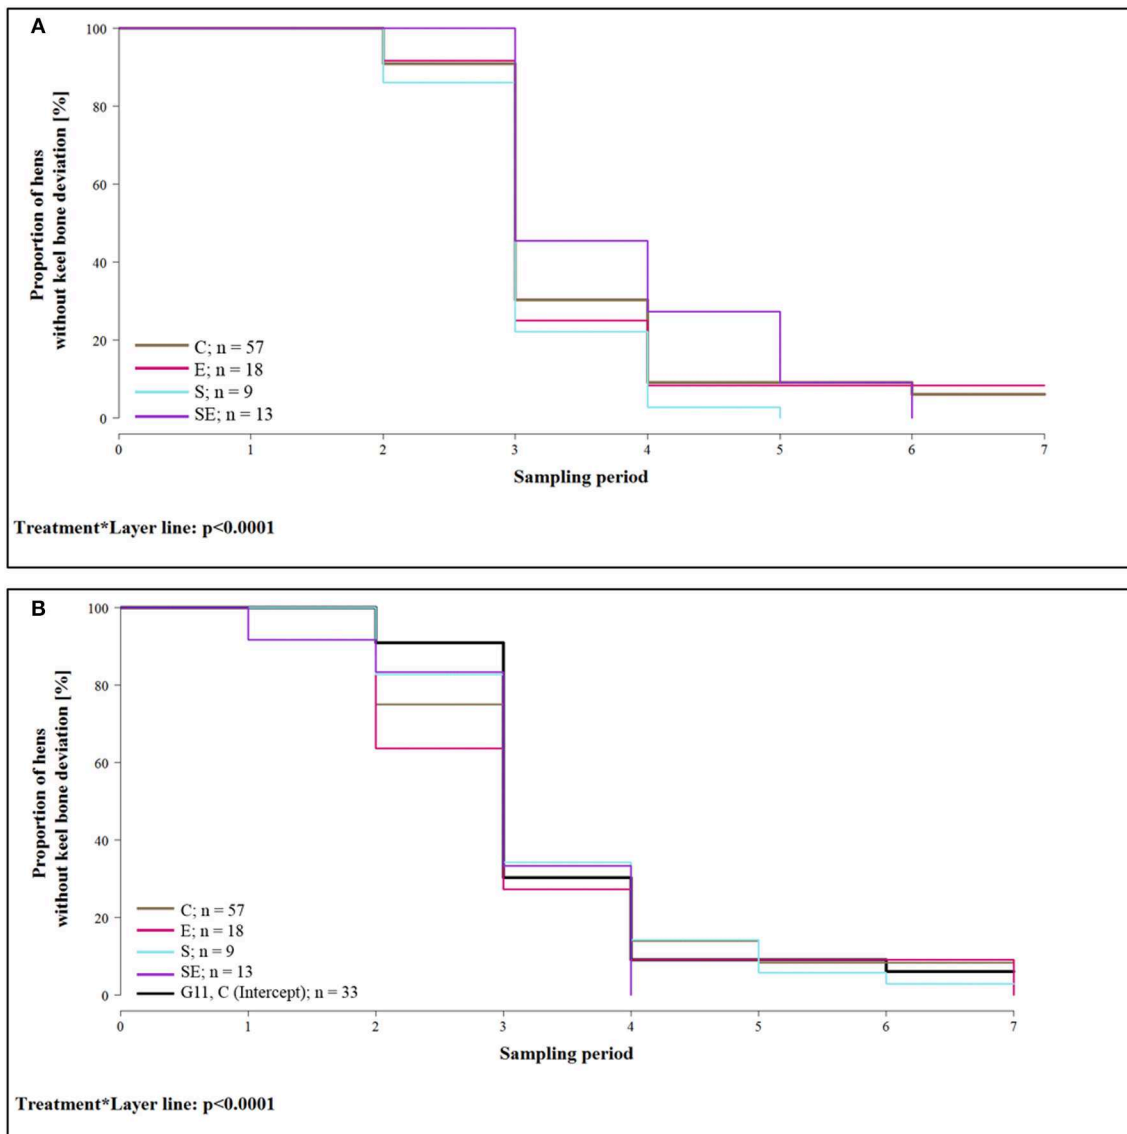 A
Proportion of hens
without keel bone deviation [%]
100
80
60
40
20
0
C; n = 57
E; n = 18
S; n = 9
SE; n = 13
0 1 2 3 4 5 6 7
Sampling period
Treatment*Layer line: p<0.0001
B
Proportion of hens
without keel bone deviation [%]
100
80
60
40
20
0
C; n = 57
E; n = 18
S; n = 9
SE; n = 13
G11, C (Intercept); n = 33
0 1 2 3 4 5 6 7
Sampling period
Treatment*Layer line: p<0.0001